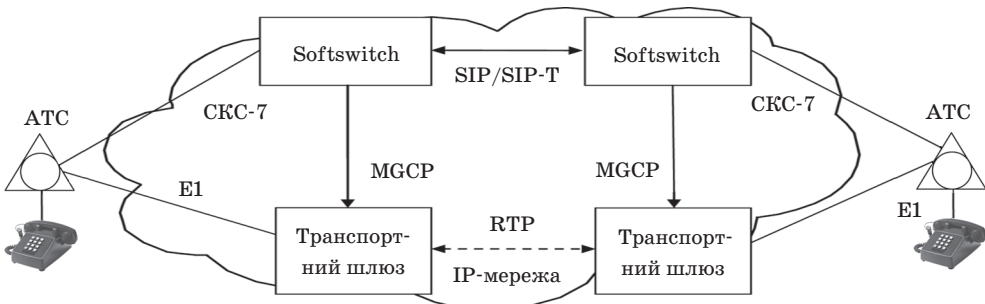 Softswitch
Softswitch
SIP/SIP-T
СКС-7
СКС-7
АТС
АТС
MGCP
MGCP
E1
E1
Транспорт-
ний шлюз
RTP
IP-мережа
Транспорт-
ний шлюз